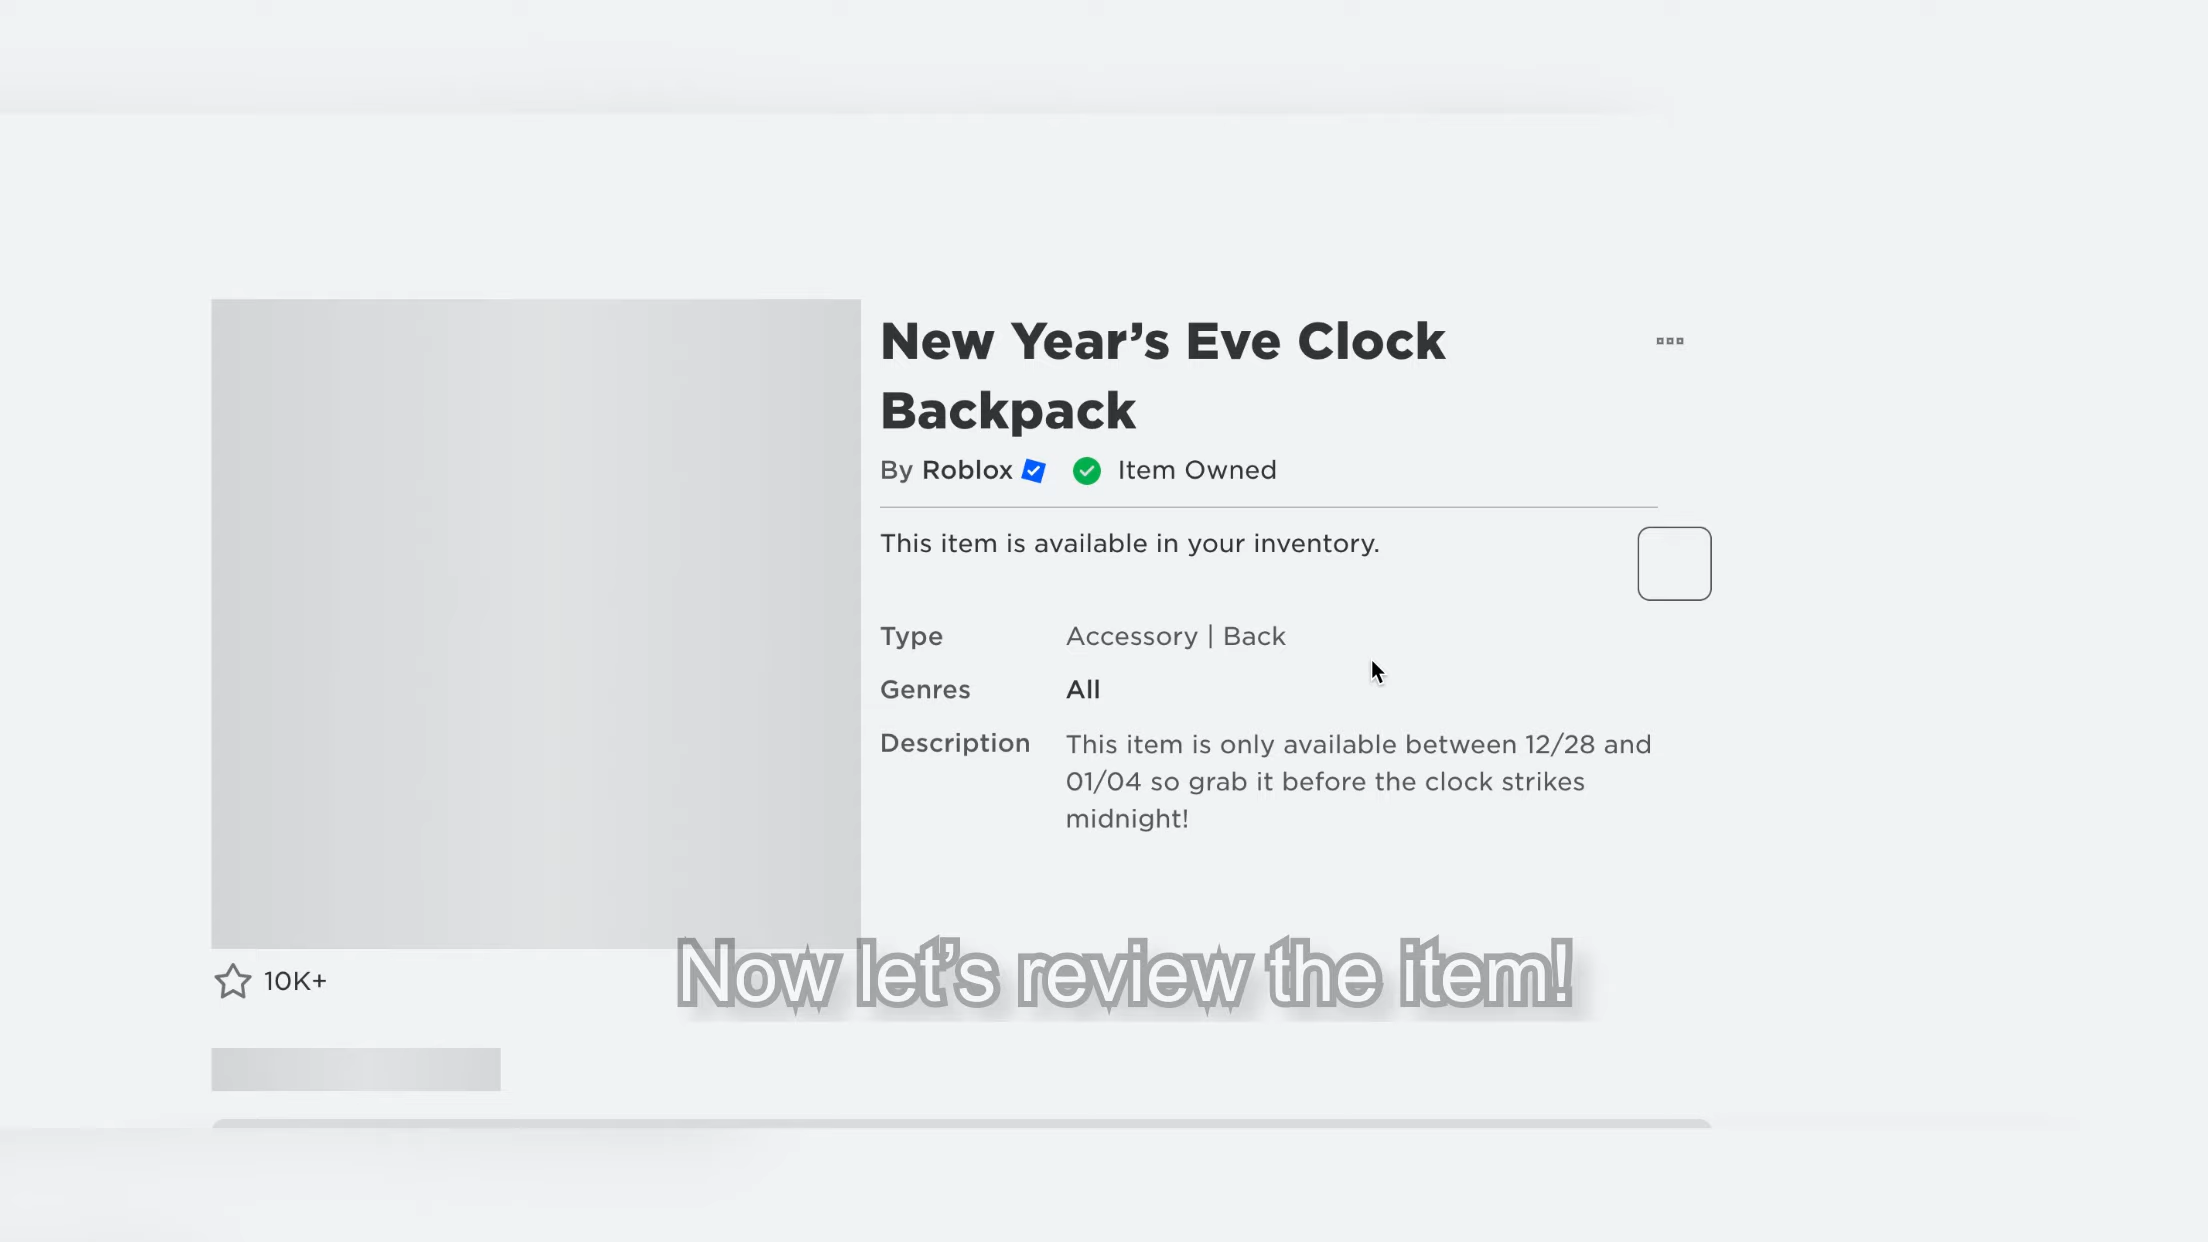 New Year’s Eve Clock
Backpack
By Roblox Item Owned
This item is available in your inventory.
Type Accessory | Back
Genres All
Description This item is only available between 12/28 and
01/04 so grab it before the clock strikes
midnight!
Now let’s review the item!
10K+